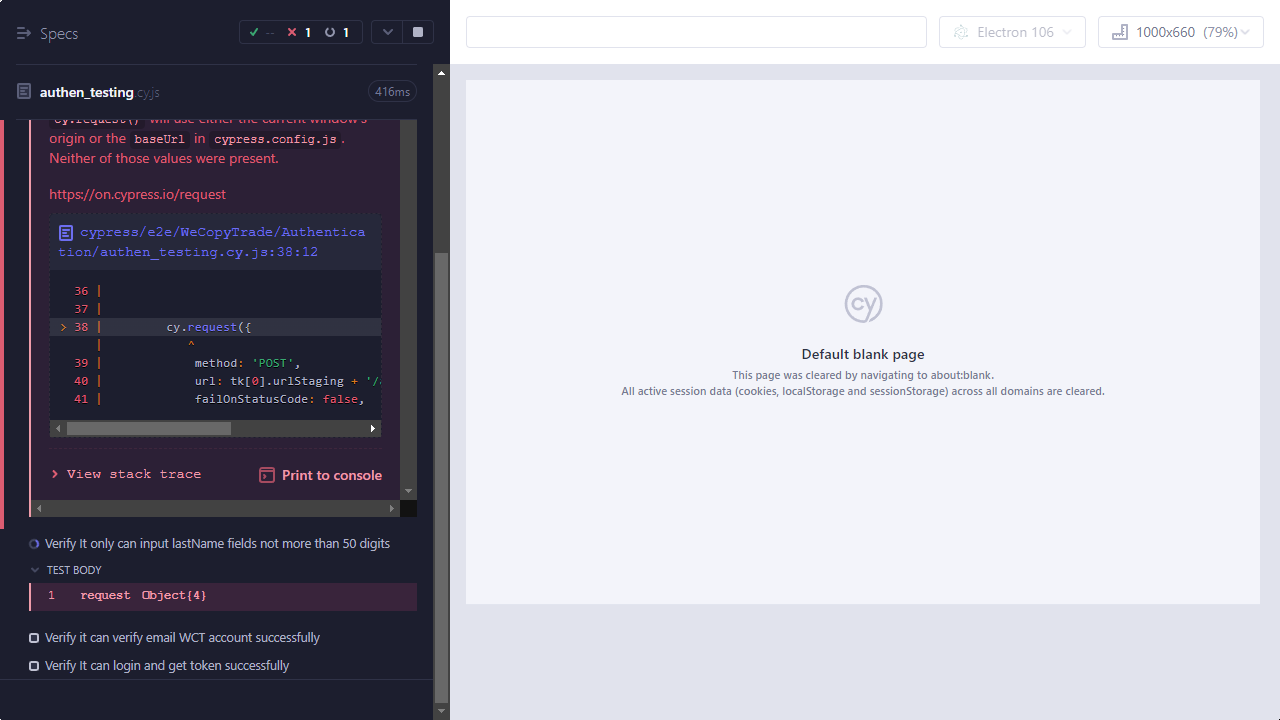 Specs
-- 1 1
Electron 106
1000x660 (79%)
authen_testing.cy.js
416ms
cy.request() will use either the current window's
origin or the baseUrl in cypress.config.js.
Neither of those values were present.
https://on.cypress.io/request
cypress/e2e/WeCopyTrade/Authentica
tion/authen_testing.cy.js:38:12
36 |
37 |
> 38 | cy.request({
| ^
39 | method: 'POST',
40 | url: tk[0].urlStaging + '/
41 | failOnStatusCode: false,
> View stack trace
Print to console
Verify It only can input lastName fields not more than 50 digits
TEST BODY
1 request Object{4}
Verify it can verify email WCT account successfully
Verify It can login and get token successfully
cy
Default blank page
This page was cleared by navigating to about:blank.
All active session data (cookies, localStorage and sessionStorage) across all domains are cleared.